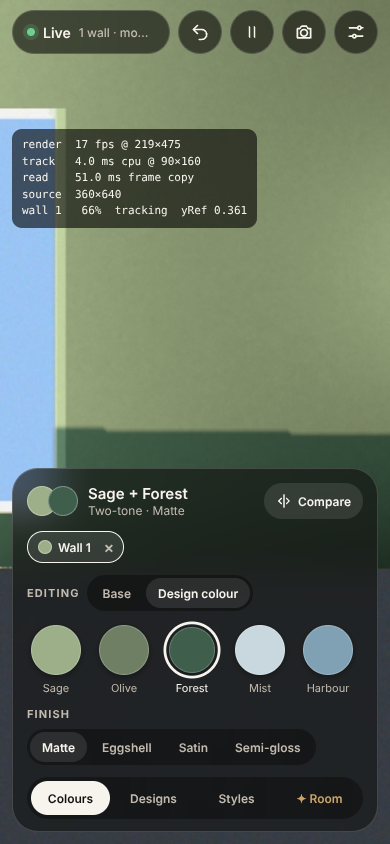 Live 1 wall · mo...
render 17 fps @ 219×475
track 4.0 ms cpu @ 90×160
read 51.0 ms frame copy
source 360×640
wall 1 66% tracking yRef 0.361
Sage + Forest
Two-tone · Matte
Compare
Wall 1 ×
EDITING Base Design colour
Sage Olive Forest Mist Harbour
FINISH
Matte Eggshell Satin Semi-gloss
Colours Designs Styles ✦ Room